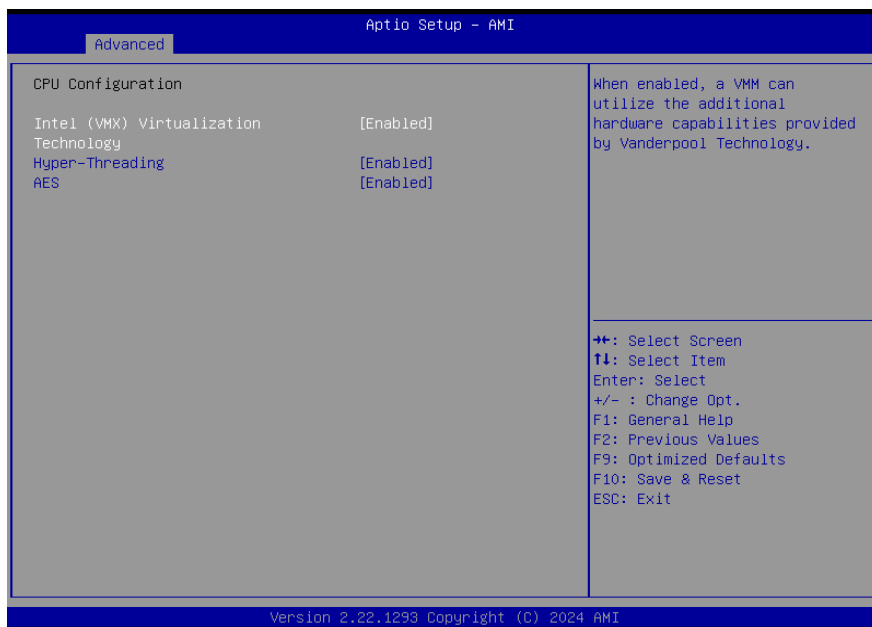 Aptio Setup – AMI
Advanced
CPU Configuration
Intel (VMX) Virtualization [Enabled]
Technology
Hyper-Threading [Enabled]
AES [Enabled]
When enabled, a VMM can
utilize the additional
hardware capabilities provided
by Vanderpool Technology.
→←: Select Screen
↑↓: Select Item
Enter: Select
+/- : Change Opt.
F1: General Help
F2: Previous Values
F9: Optimized Defaults
F10: Save & Reset
ESC: Exit
Version 2.22.1293 Copyright (C) 2024 AMI